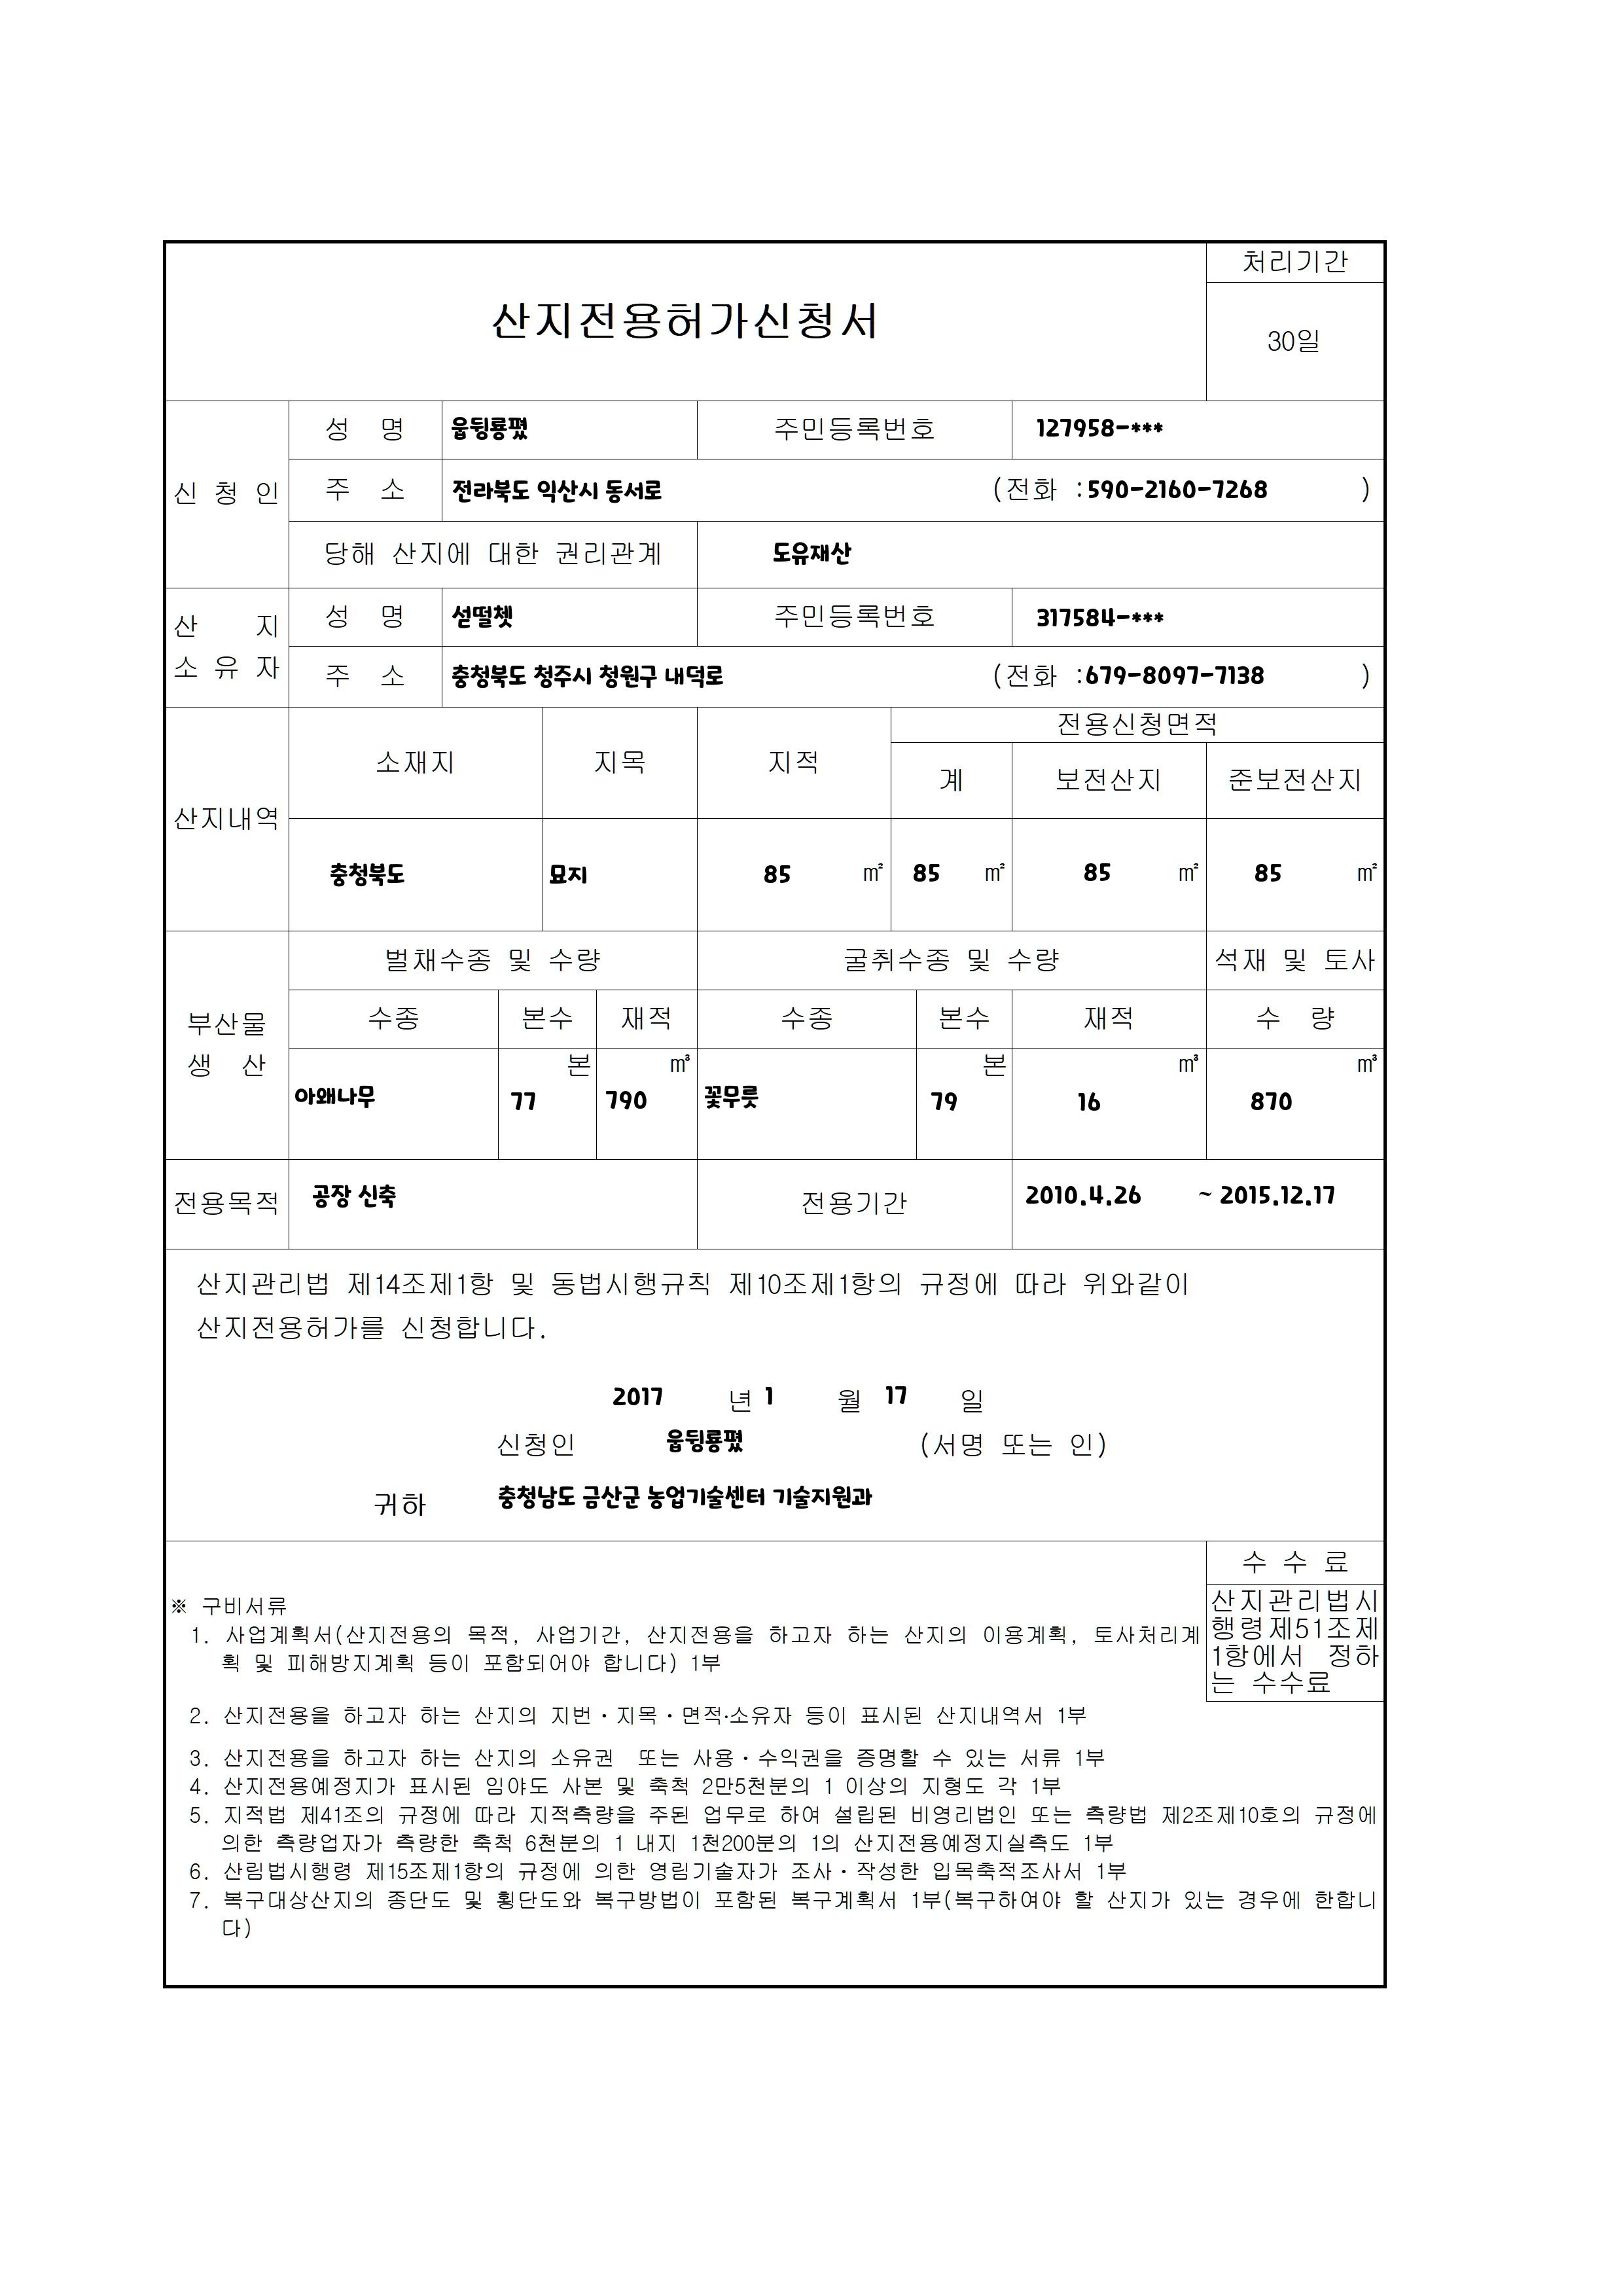 처리기간
산지전용허가신청서
30일
신 청 인
성 명 웁뒹룡폈 주민등록번호 127958-***
주 소 전라북도 익산시 동서로 (전화 :590-2160-7268 )
당해 산지에 대한 권리관계 도유재산
산 지
소 유 자
성 명 섣떨쳇 주민등록번호 317584-***
주 소 충청북도 청주시 청원구 내덕로 (전화 :679-8097-7138 )
산지내역
소재지 지목 지적 전용신청면적
계 보전산지 준보전산지
충청북도 묘지 85 ㎡ 85 ㎡ 85 ㎡ 85 ㎡
부산물
생 산
벌채수종 및 수량 굴취수종 및 수량 석재 및 토사
수종 본수 재적 수종 본수 재적 수 량
본 ㎥ 본 ㎥ ㎥
아왜나무 77 790 꽃무릇 79 16 870
전용목적 공장 신축 전용기간 2010.4.26 ~ 2015.12.17
산지관리법 제14조제1항 및 동법시행규칙 제10조제1항의 규정에 따라 위와같이
산지전용허가를 신청합니다.
2017 년 1 월 17 일
신청인 웁뒹룡폈 (서명 또는 인)
귀하 충청남도 금산군 농업기술센터 기술지원과
수 수 료
산지관리법시
행령제51조제
1항에서 정하
는 수수료
※ 구비서류
1. 사업계획서(산지전용의 목적, 사업기간, 산지전용을 하고자 하는 산지의 이용계획, 토사처리계
획 및 피해방지계획 등이 포함되어야 합니다) 1부
2. 산지전용을 하고자 하는 산지의 지번·지목·면적·소유자 등이 표시된 산지내역서 1부
3. 산지전용을 하고자 하는 산지의 소유권 또는 사용·수익권을 증명할 수 있는 서류 1부
4. 산지전용예정지가 표시된 임야도 사본 및 축척 2만5천분의 1 이상의 지형도 각 1부
5. 지적법 제41조의 규정에 따라 지적측량을 주된 업무로 하여 설립된 비영리법인 또는 측량법 제2조제10호의 규정에
의한 측량업자가 측량한 축척 6천분의 1 내지 1천200분의 1의 산지전용예정지실측도 1부
6. 산림법시행령 제15조제1항의 규정에 의한 영림기술자가 조사·작성한 입목축적조사서 1부
7. 복구대상산지의 종단도 및 횡단도와 복구방법이 포함된 복구계획서 1부(복구하여야 할 산지가 있는 경우에 한합니
다)